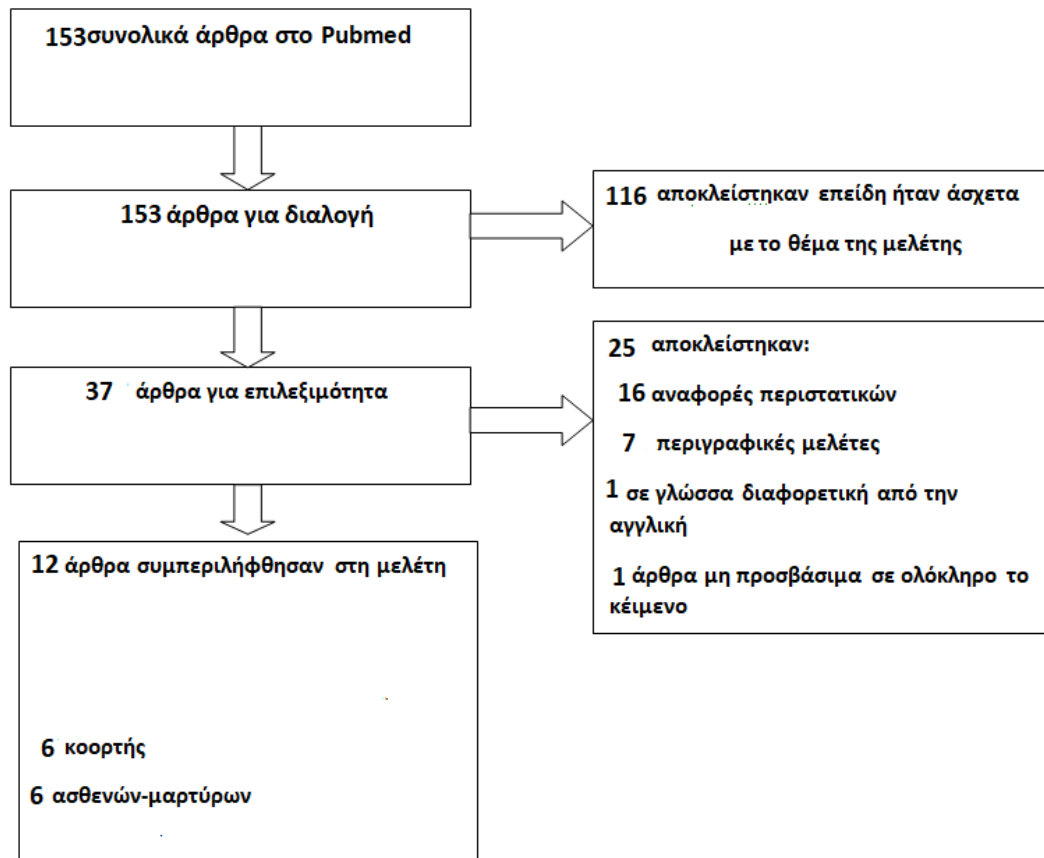 153συνολικά άρθρα στο Pubmed
153 άρθρα για διαλογή
116 αποκλείστηκαν επείδη ήταν άσχετα
με το θέμα της μελέτης
37 άρθρα για επιλεξιμότητα
25 αποκλείστηκαν:
16 αναφορές περιστατικών
7 περιγραφικές μελέτες
1 σε γλώσσα διαφορετική από την
αγγλική
1 άρθρα μη προσβάσιμα σε ολόκληρο το
κέιμενο
12 άρθρα συμπεριλήφθησαν στη μελέτη
6 κοορτής
6 ασθενών-μαρτύρων